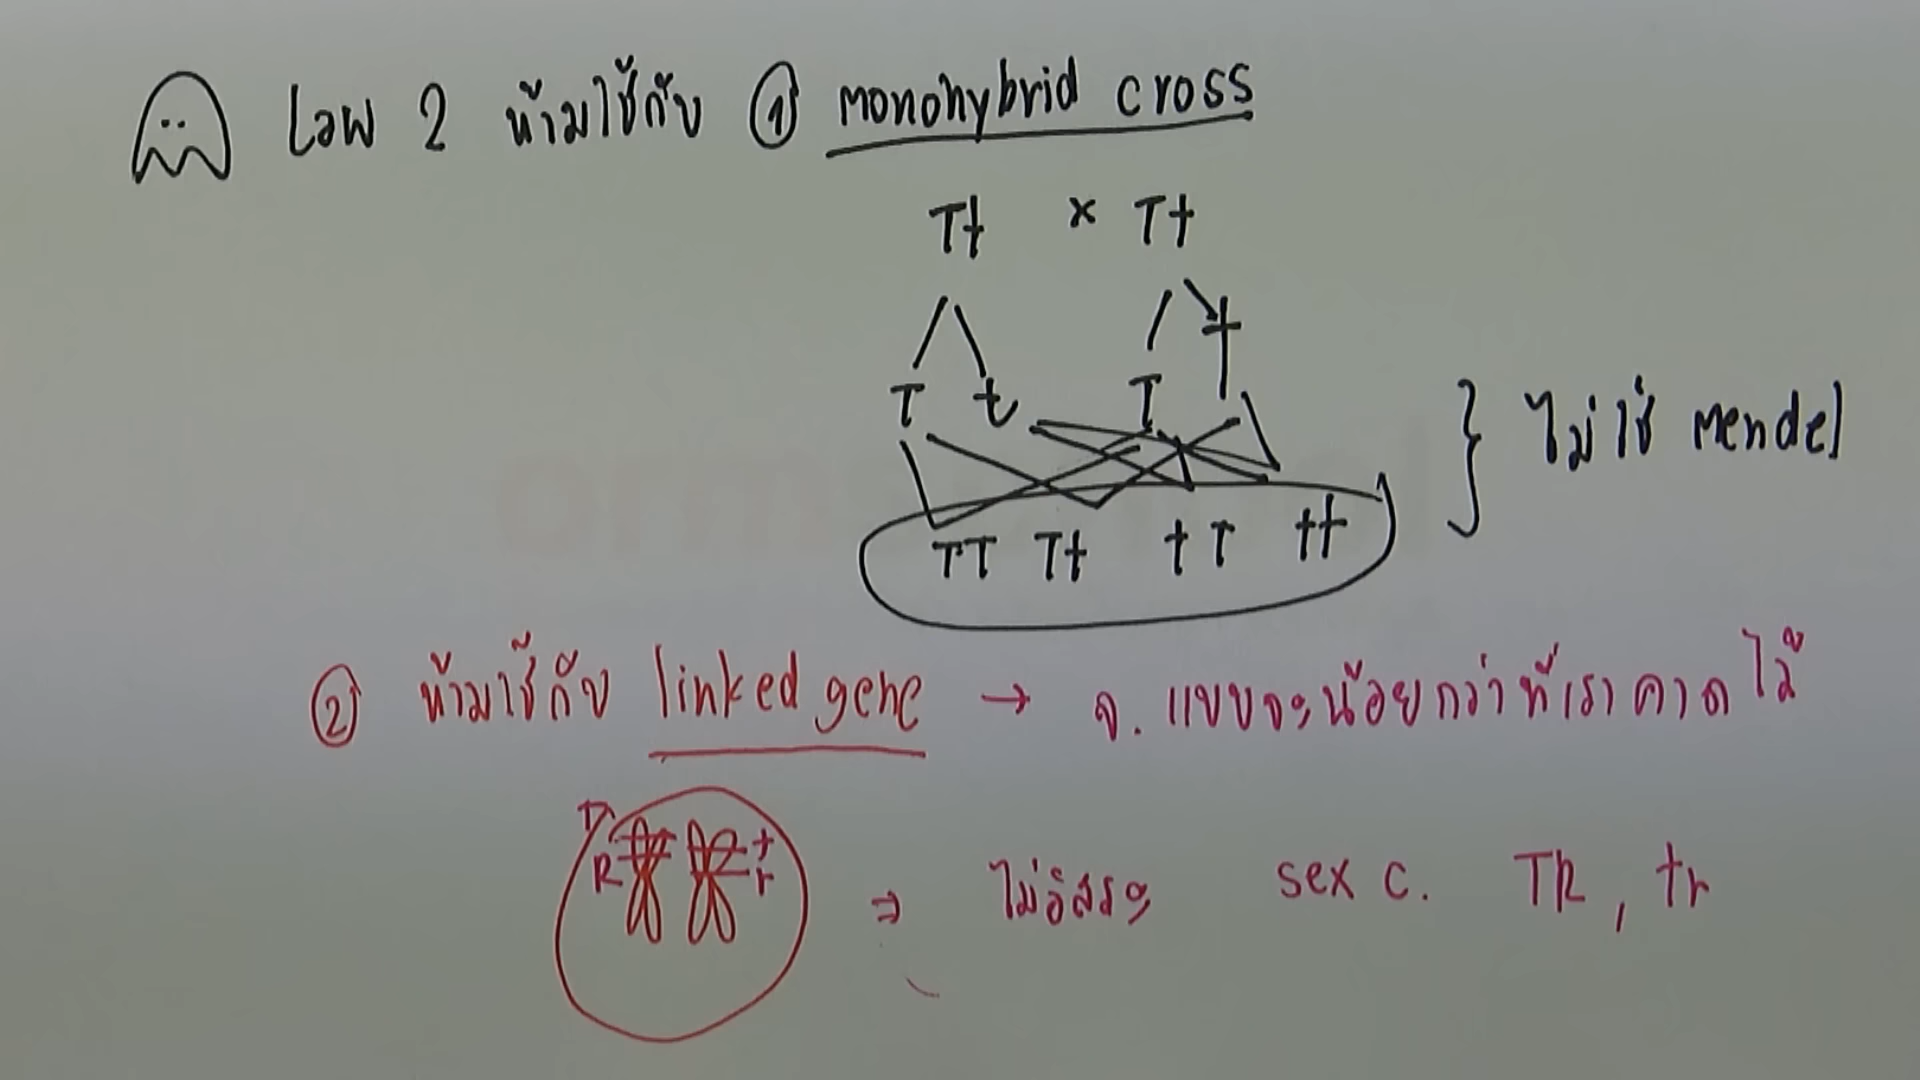 Law 2 ห้ามใช้กับ ① monohybrid cross
Tt × Tt
t
T t T
TT Tt tT tt
} ไม่ใช่ mendel
② ห้ามใช้กับ linked gene → จ. แบบจะน้อยกว่าที่เราคาดไว้
T t
R r
⇒ ไม่อิสระ sex c. TR , tr